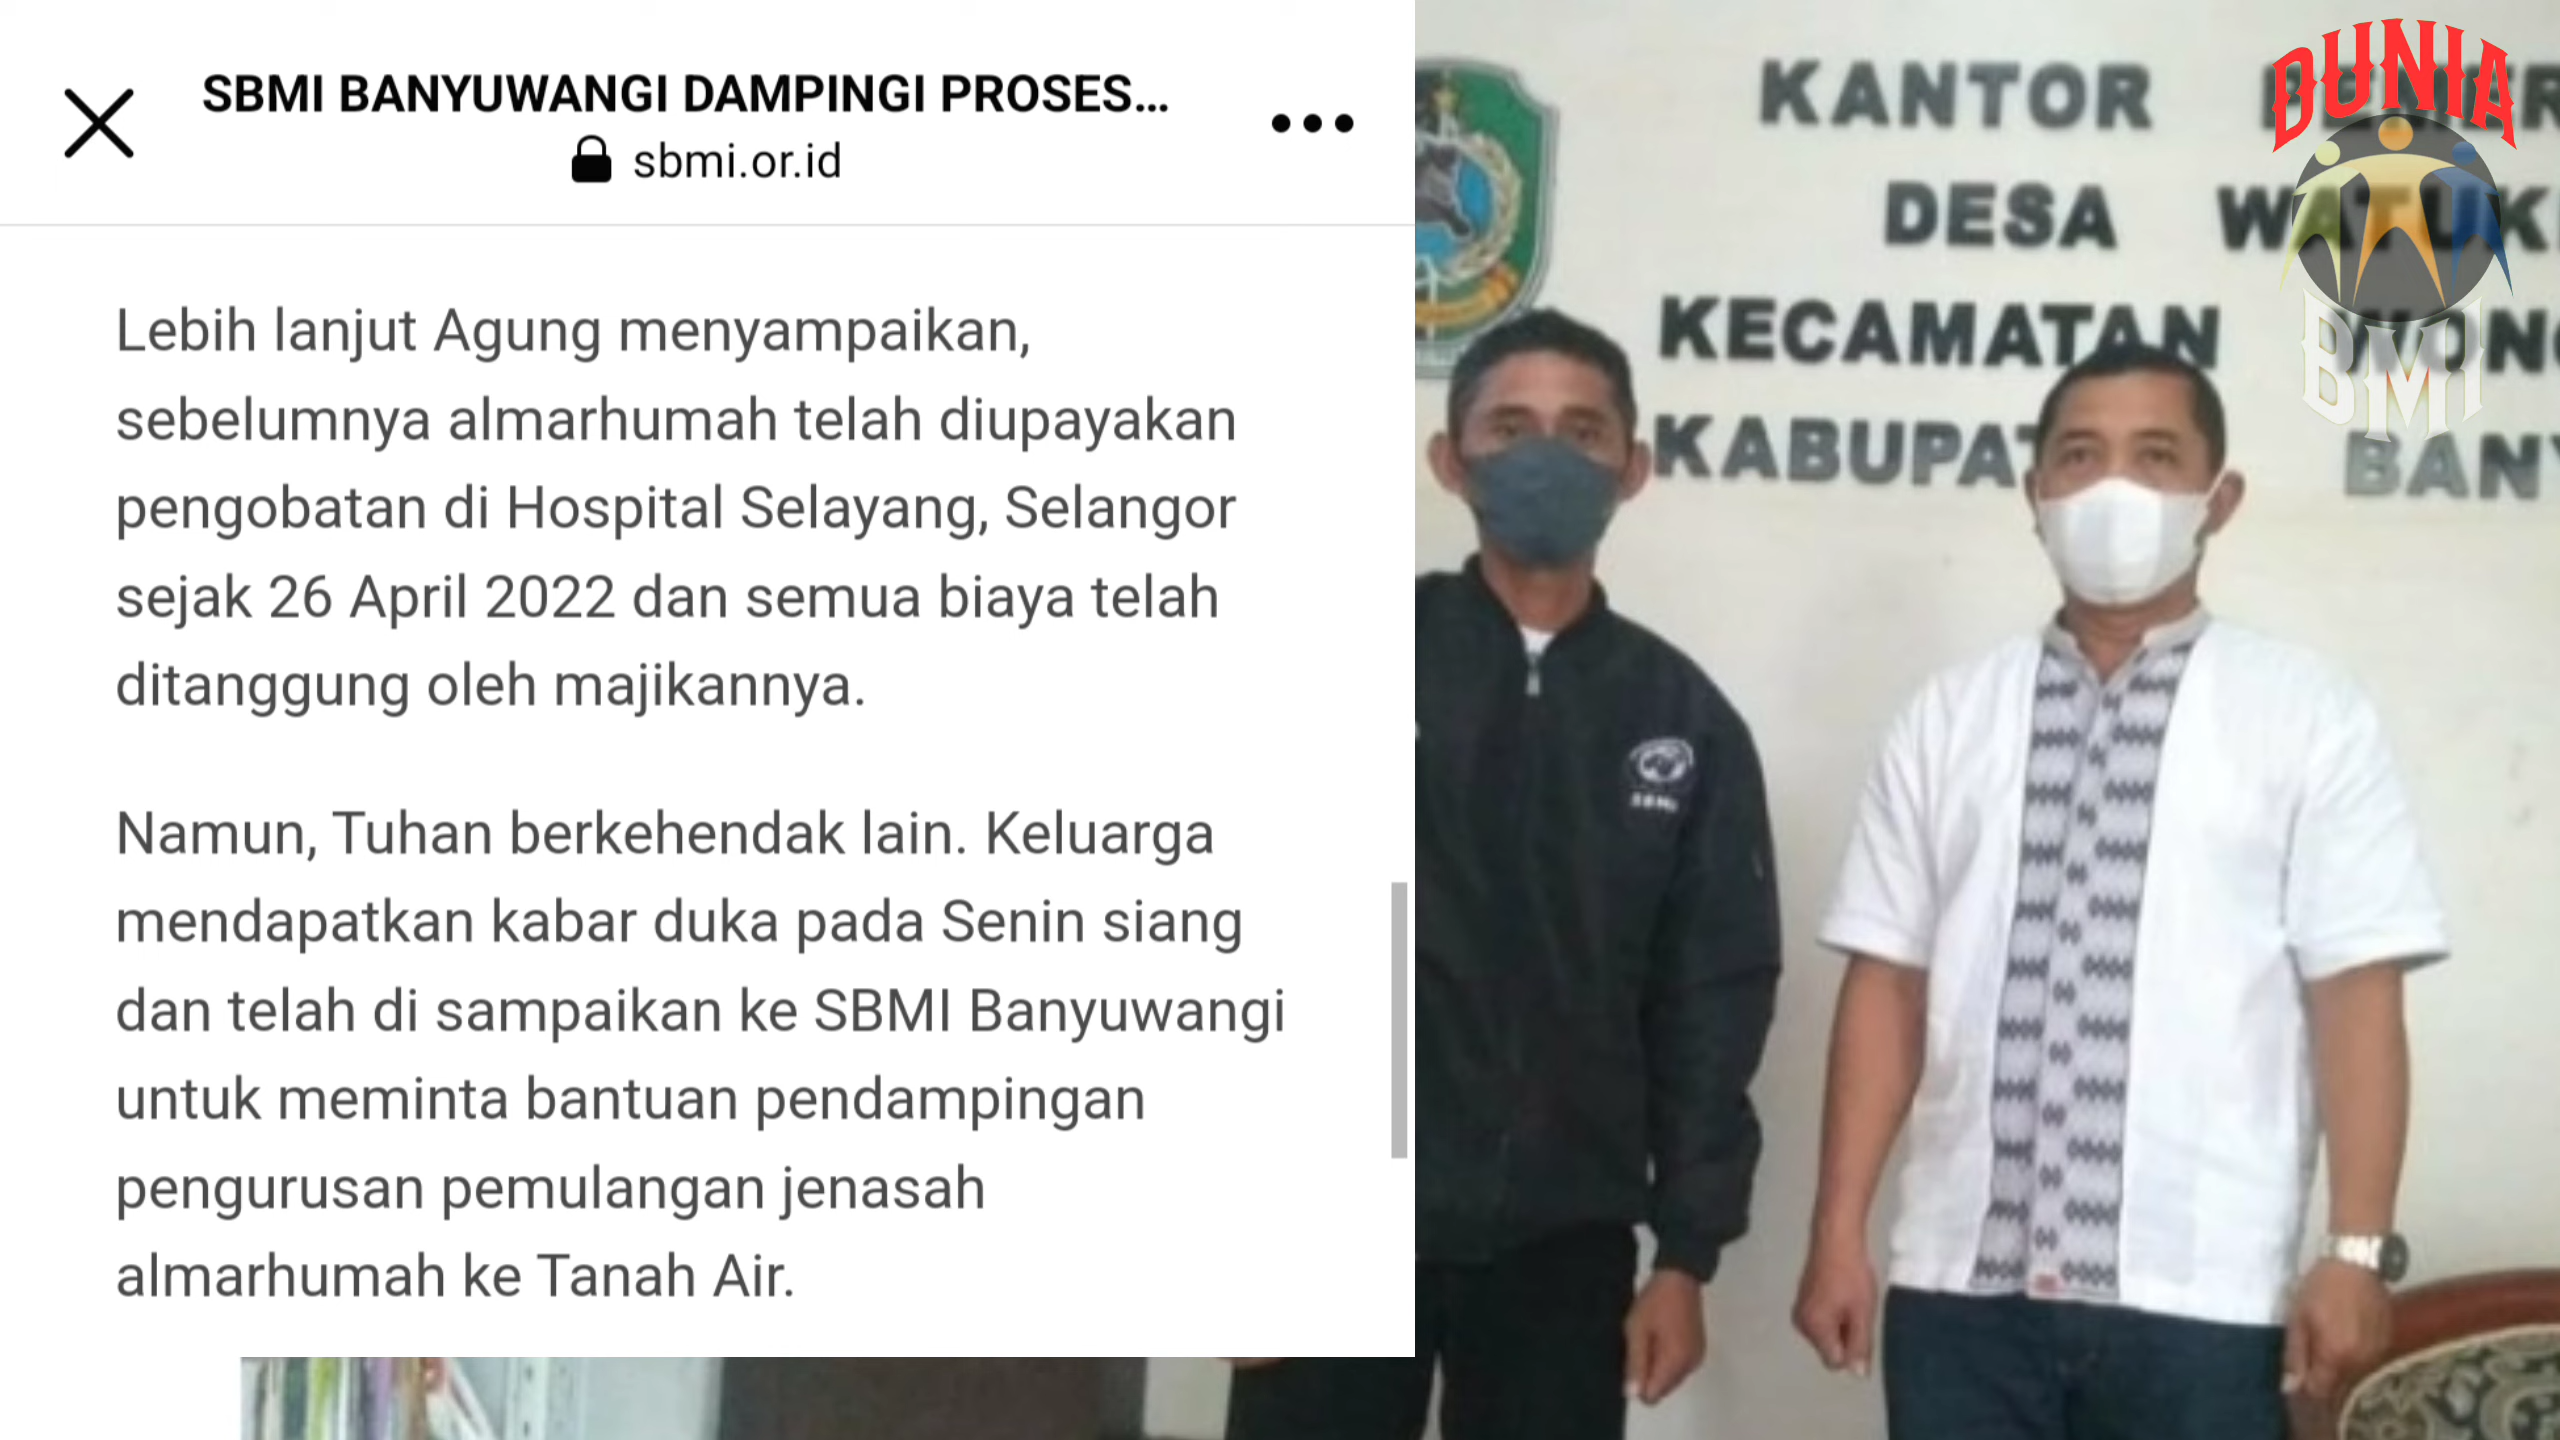 SBMI BANYUWANGI DAMPINGI PROSES...
sbmi.or.id
Lebih lanjut Agung menyampaikan,
sebelumnya almarhumah telah diupayakan
pengobatan di Hospital Selayang, Selangor
sejak 26 April 2022 dan semua biaya telah
ditanggung oleh majikannya.
Namun, Tuhan berkehendak lain. Keluarga
mendapatkan kabar duka pada Senin siang
dan telah di sampaikan ke SBMI Banyuwangi
untuk meminta bantuan pendampingan
pengurusan pemulangan jenasah
almarhumah ke Tanah Air.
KANTOR
DESA
KECAMATAN
KABUPAT
BANY
SBMI
DUNIA
BMI